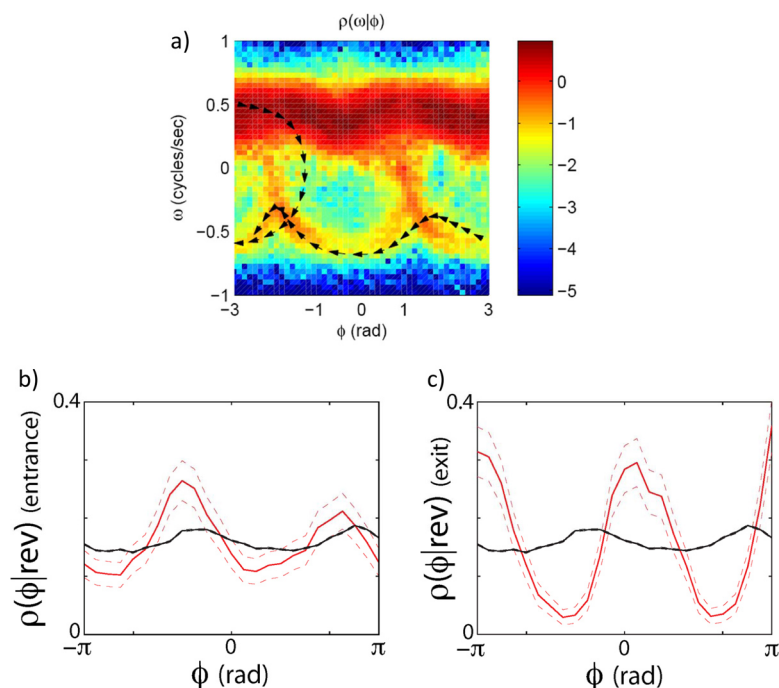 ρ(ω|ϕ)
a)
1
0.5
0
−0.5
−1
ω (cycles/sec)
−3 −1 0 1 3
ϕ (rad)
0
−1
−2
−3
−4
−5
b)
0.4
0
ρ(ϕ|rev) (entrance)
−π 0 π
ϕ (rad)
c)
0.4
0
ρ(ϕ|rev) (exit)
−π 0 π
ϕ (rad)